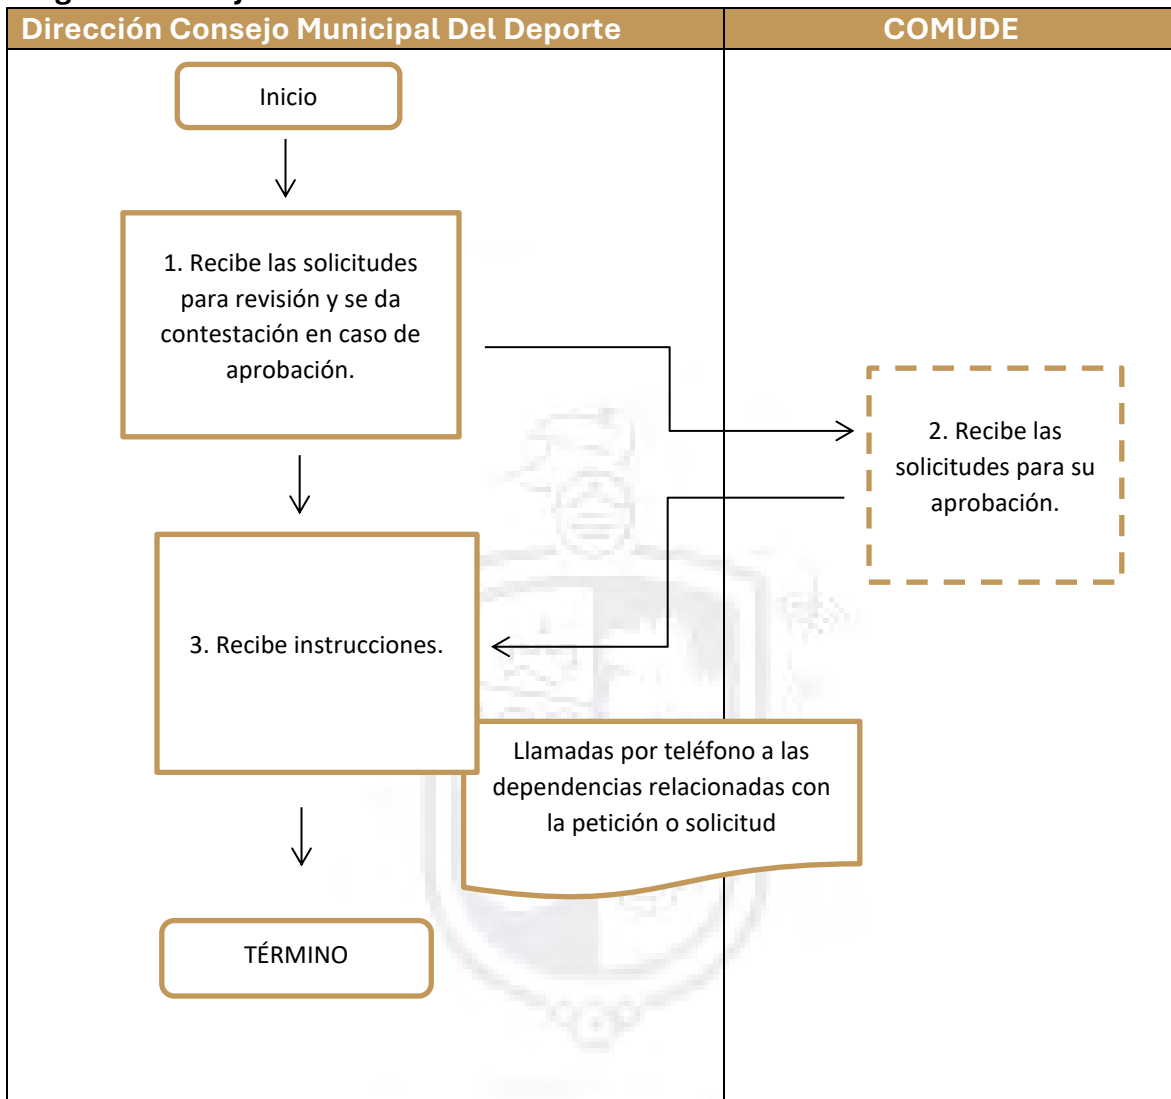 Dirección Consejo Municipal Del Deporte
COMUDE
Inicio
1. Recibe las solicitudes
para revisión y se da
contestación en caso de
aprobación.
2. Recibe las
solicitudes para su
aprobación.
3. Recibe instrucciones.
Llamadas por teléfono a las
dependencias relacionadas con
la petición o solicitud
TÉRMINO